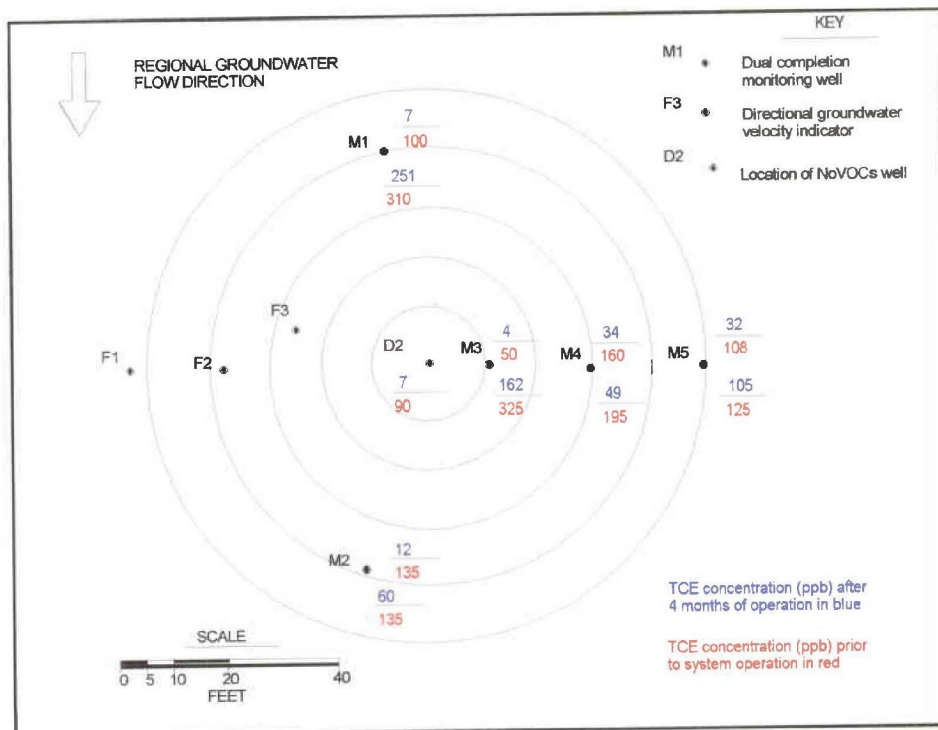 KEY
REGIONAL GROUNDWATER
FLOW DIRECTION
M1
Dual completion
monitoring well
F3
Directional groundwater
velocity indicator
D2
Location of NoVOCs well
7
M1
100
251
310
F3
F1
F2
D2
7
90
M3
4
50
162
325
M4
34
160
49
195
M5
32
108
105
125
M2
12
135
60
135
TCE concentration (ppb) after
4 months of operation in blue
TCE concentration (ppb) prior
to system operation in red
SCALE
0 5 10 20 40
FEET